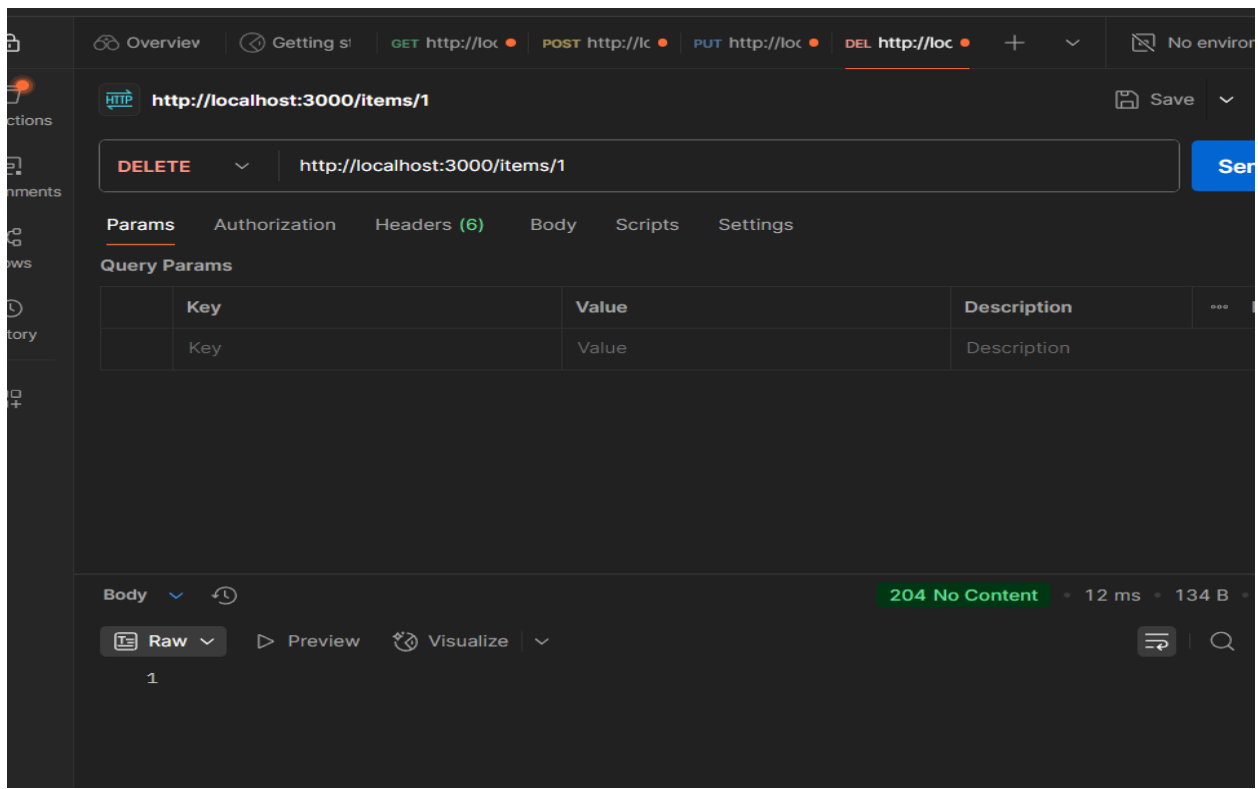 Overview Getting st GET http://loc POST http://lc PUT http://loc DEL http://loc No environ
HTTP http://localhost:3000/items/1 Save
ctions
DELETE http://localhost:3000/items/1 Sen
nments
Params Authorization Headers (6) Body Scripts Settings
ows
Query Params
Key Value Description
tory
Key Value Description
Body 204 No Content 12 ms 134 B
Raw Preview Visualize
1